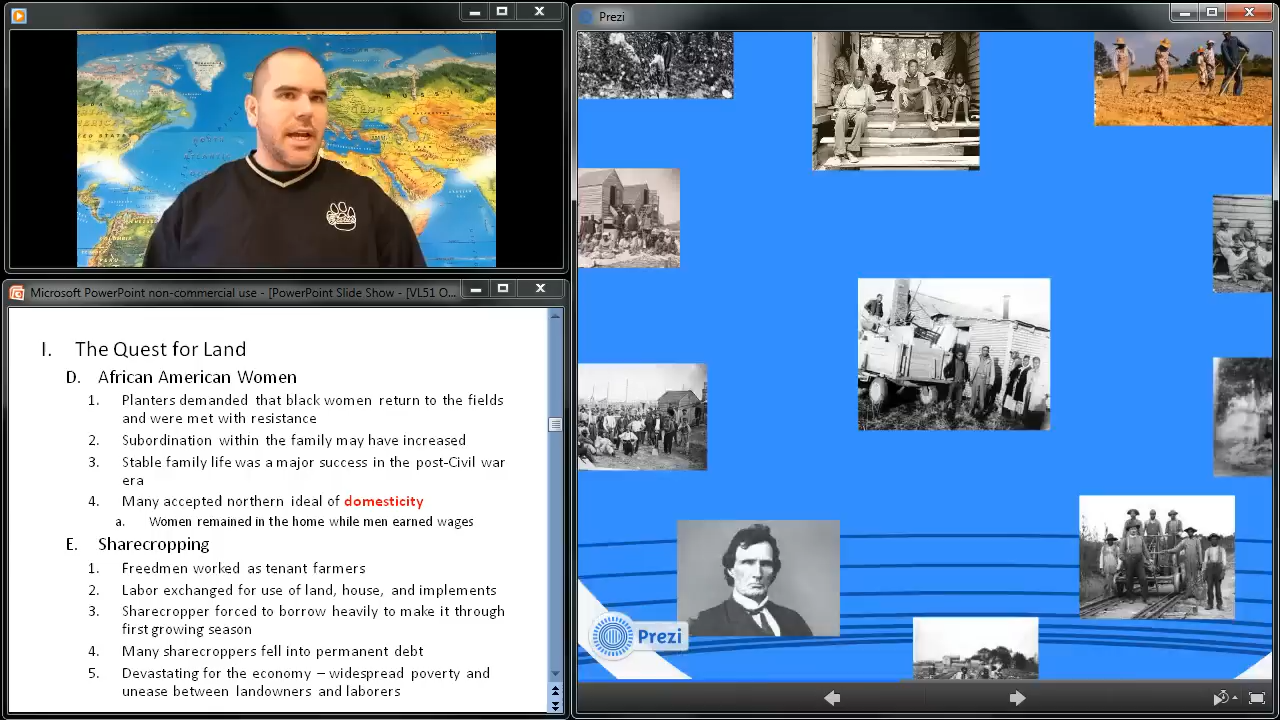 Prezi
Microsoft PowerPoint non-commercial use - [PowerPoint Slide Show - [VL51 O...
I. The Quest for Land
D. African American Women
1. Planters demanded that black women return to the fields
and were met with resistance
2. Subordination within the family may have increased
3. Stable family life was a major success in the post-Civil war
era
4. Many accepted northern ideal of domesticity
a. Women remained in the home while men earned wages
E. Sharecropping
1. Freedmen worked as tenant farmers
2. Labor exchanged for use of land, house, and implements
3. Sharecropper forced to borrow heavily to make it through
first growing season
4. Many sharecroppers fell into permanent debt
5. Devastating for the economy – widespread poverty and
unease between landowners and laborers
Prezi